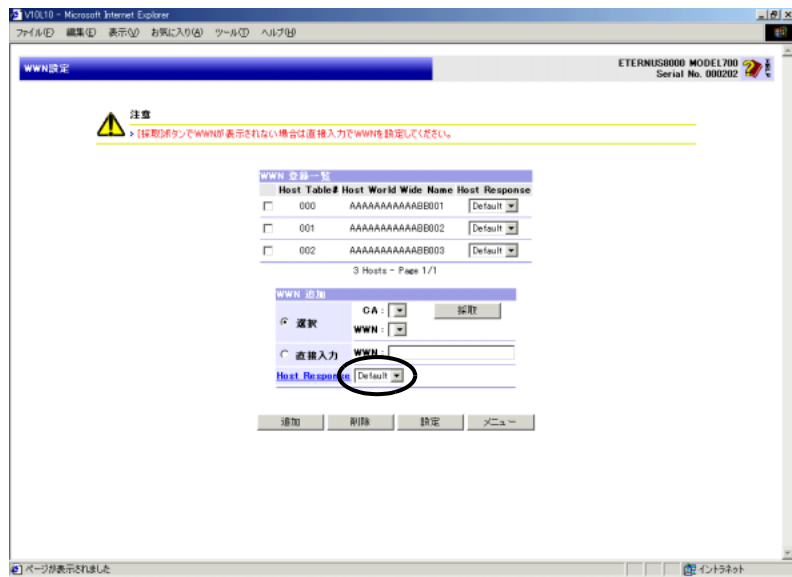 V10L10 - Microsoft Internet Explorer
ファイル(F) 編集(E) 表示(V) お気に入り(A) ツール(T) ヘルプ(H)
WWN設定
ETERNUS8000 MODEL700
Serial No. 000202
注意
[採取]ボタンでWWNが表示されない場合は直接入力でWWNを設定してください。
WWN 登録一覧
Host Table# Host World Wide Name Host Response
000 AAAAAAAAAAABB001 Default
001 AAAAAAAAAAABB002 Default
002 AAAAAAAAAAABB003 Default
3 Hosts - Page 1/1
WWN 追加
選択 CA : 採取
WWN :
直接入力 WWN :
Host Response Default
追加 削除 設定 メニュー
ページが表示されました イントラネット